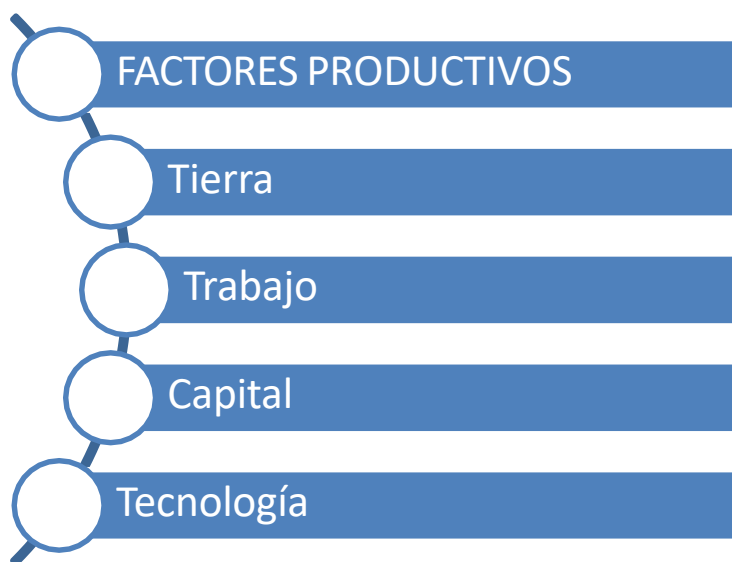 FACTORES PRODUCTIVOS
Tierra
Trabajo
Capital
Tecnología